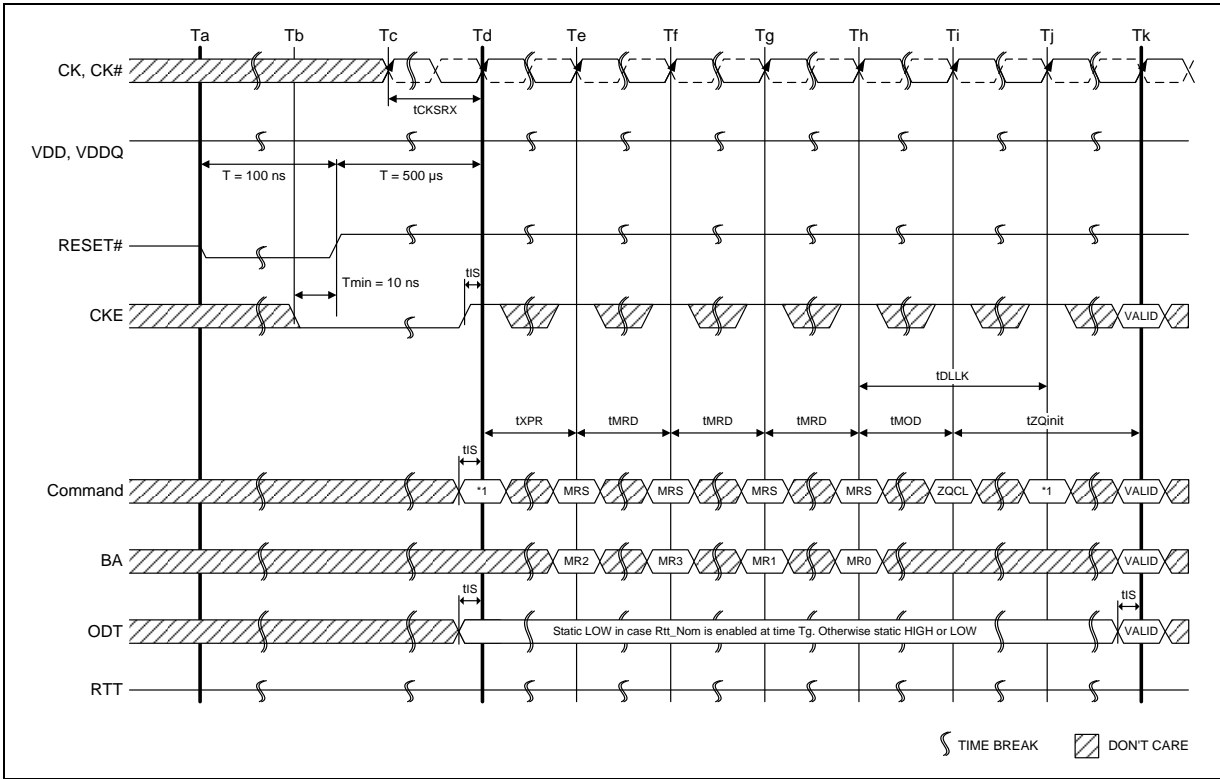 Ta Tb Tc Td Te Tf Tg Th Ti Tj Tk
CK, CK#
tCKSRX
VDD, VDDQ
T = 100 ns T = 500 µs
RESET#
Tmin = 10 ns
tIS
CKE
VALID
tDLLK
tXPR tMRD tMRD tMRD tMOD tZQinit
tIS
Command
*1 MRS MRS MRS MRS ZQCL *1 VALID
BA
MR2 MR3 MR1 MR0 VALID
tIS tIS
ODT
Static LOW in case Rtt_Nom is enabled at time Tg. Otherwise static HIGH or LOW
VALID
RTT
TIME BREAK DON'T CARE